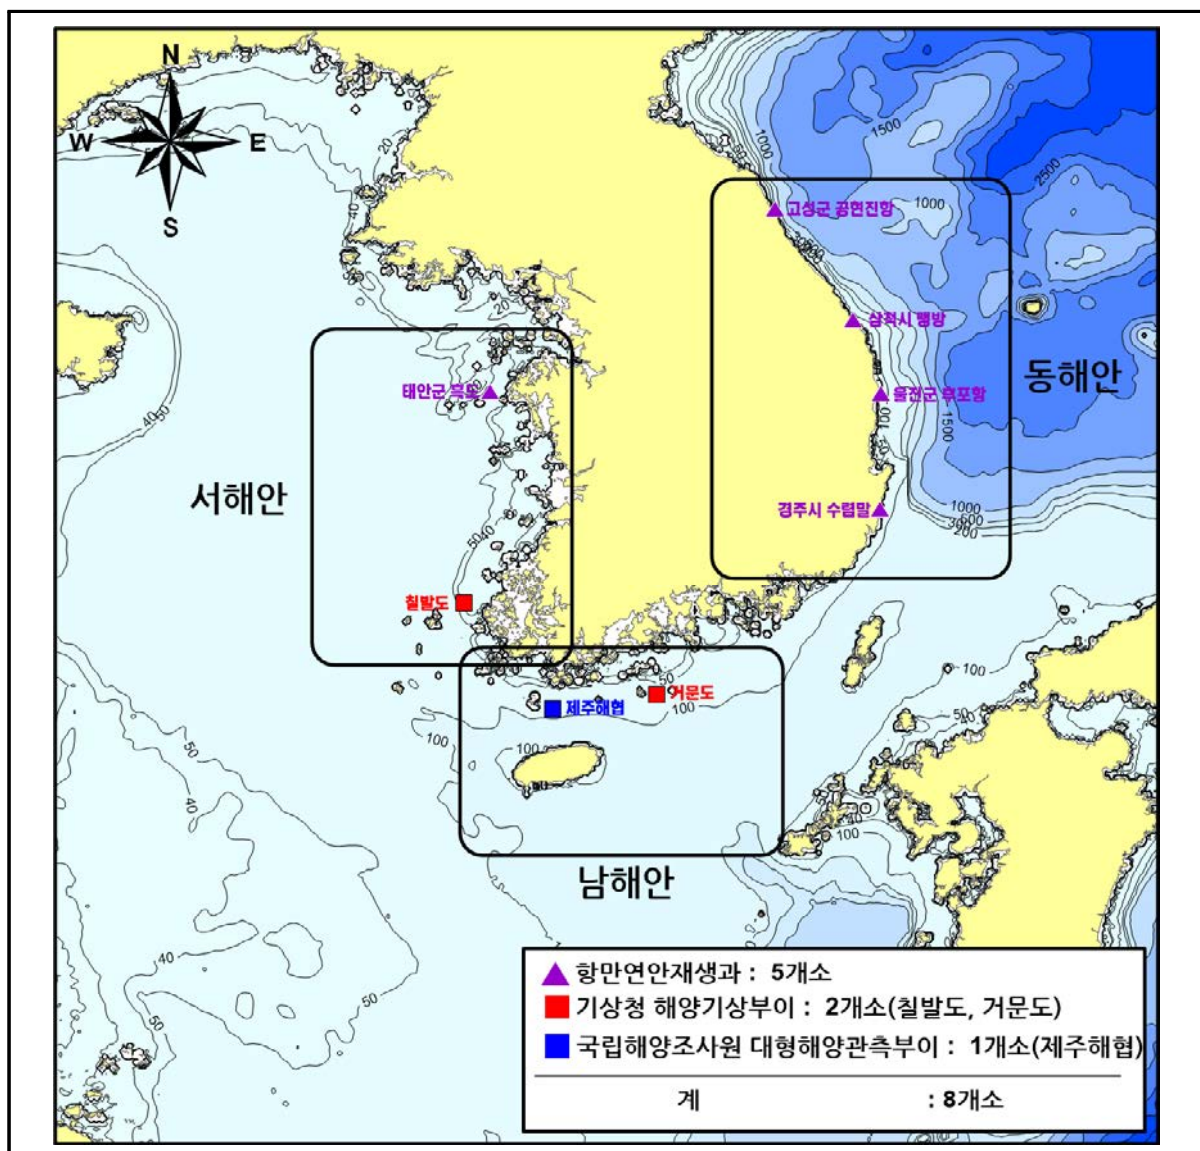 N
W
E
S
20
40
1000
1500
2500
1000
고성군 공현진항
삼척시 맹방
동해안
태안군 흑도
울진군 후포항
40
50
100
1500
서해안
경주시 수렴말
1000
500
300
200
50
40
칠발도
50
거문도
제주해협
100
100
100
100
50
40
50
40
40
100
남해안
40
50
항만연안재생과 : 5개소
기상청 해양기상부이 : 2개소(칠발도, 거문도)
국립해양조사원 대형해양관측부이 : 1개소(제주해협)
계 : 8개소